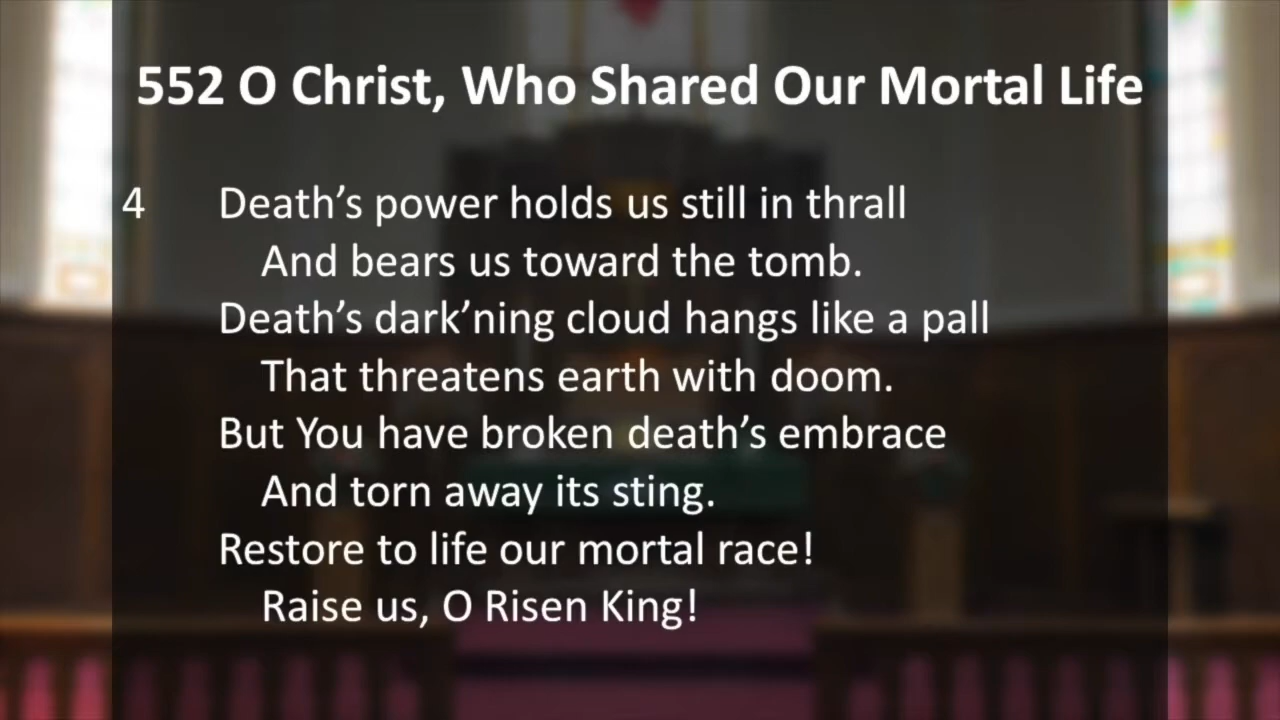 552 O Christ, Who Shared Our Mortal Life
4 Death’s power holds us still in thrall
And bears us toward the tomb.
Death’s dark’ning cloud hangs like a pall
That threatens earth with doom.
But You have broken death’s embrace
And torn away its sting.
Restore to life our mortal race!
Raise us, O Risen King!